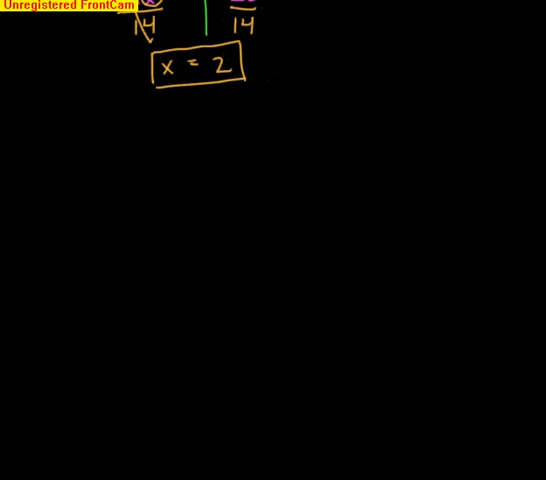 Unregistered FrontCam
14 14
x = 2